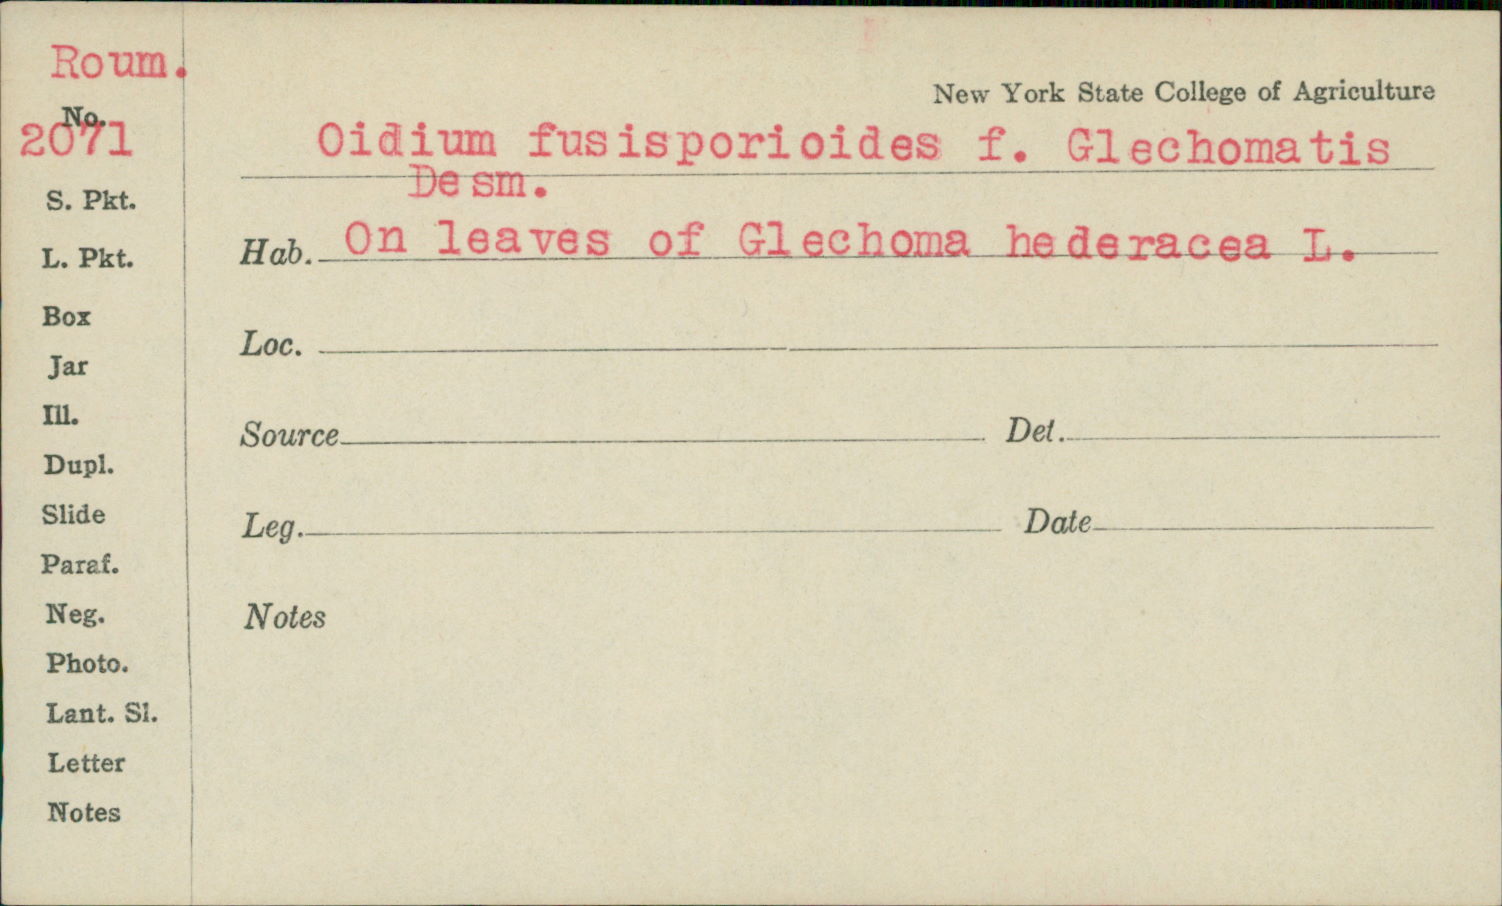 Roum.
No.
2071
S. Pkt.
L. Pkt.
Box
Jar
Ill.
Dupl.
Slide
Paraf.
Neg.
Photo.
Lant. Sl.
Letter
Notes
New York State College of Agriculture
Oidium fusisporioides f. Glechomatis
Desm.
Hab. On leaves of Glechoma hederacea L.
Loc.
Source Det.
Leg. Date
Notes